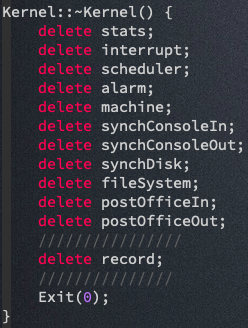 Kernel::~Kernel() {
    delete stats;
    delete interrupt;
    delete scheduler;
    delete alarm;
    delete machine;
    delete synchConsoleIn;
    delete synchConsoleOut;
    delete synchDisk;
    delete fileSystem;
    delete postOfficeIn;
    delete postOfficeOut;
    ////////////////
    delete record;
    ///////////////
    Exit(0);
}